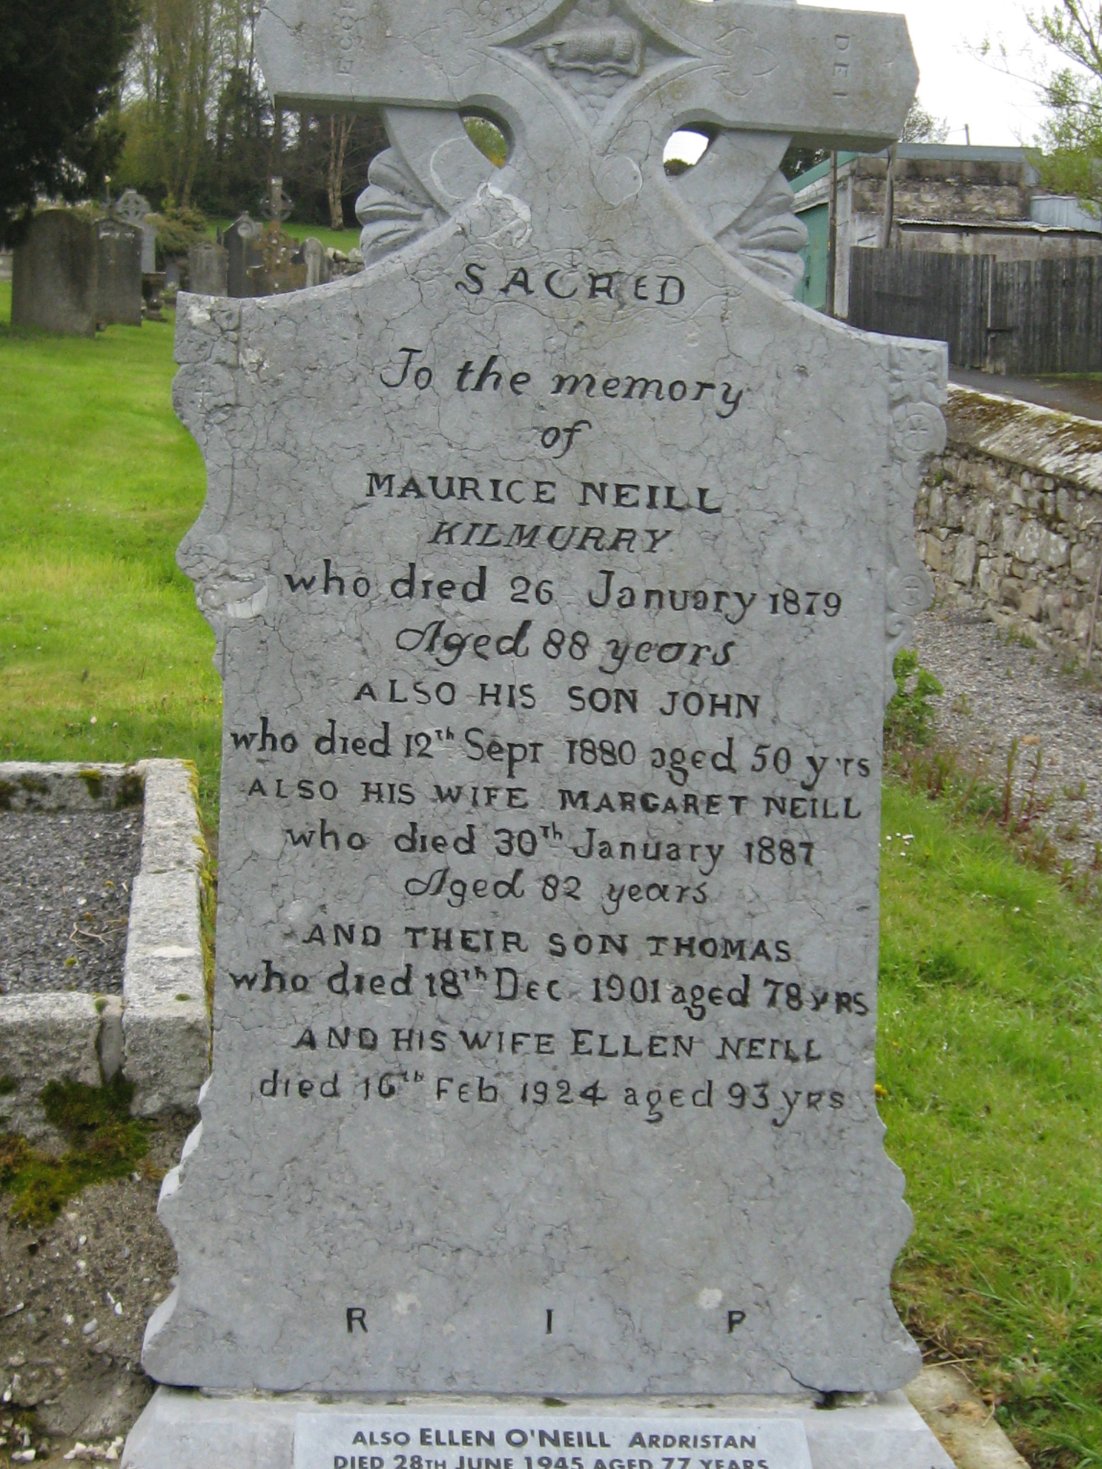 SACRED
To the memory
of
MAURICE NEILL
KILMURRY
who died 26 January 1879
Aged 88 years
ALSO HIS SON JOHN
who died 12th Sept 1880 aged 50 yrs
ALSO HIS WIFE MARGARET NEILL
who died 30th January 1887
Aged 82 years
AND THEIR SON THOMAS
who died 18th Dec 1901 aged 78 yrs
AND HIS WIFE ELLEN NEILL
died 16th Feb 1924 aged 93 yrs
R I P
ALSO ELLEN O'NEILL ARDRISTAN
DIED 28TH JUNE 1945 AGED 77 YEARS